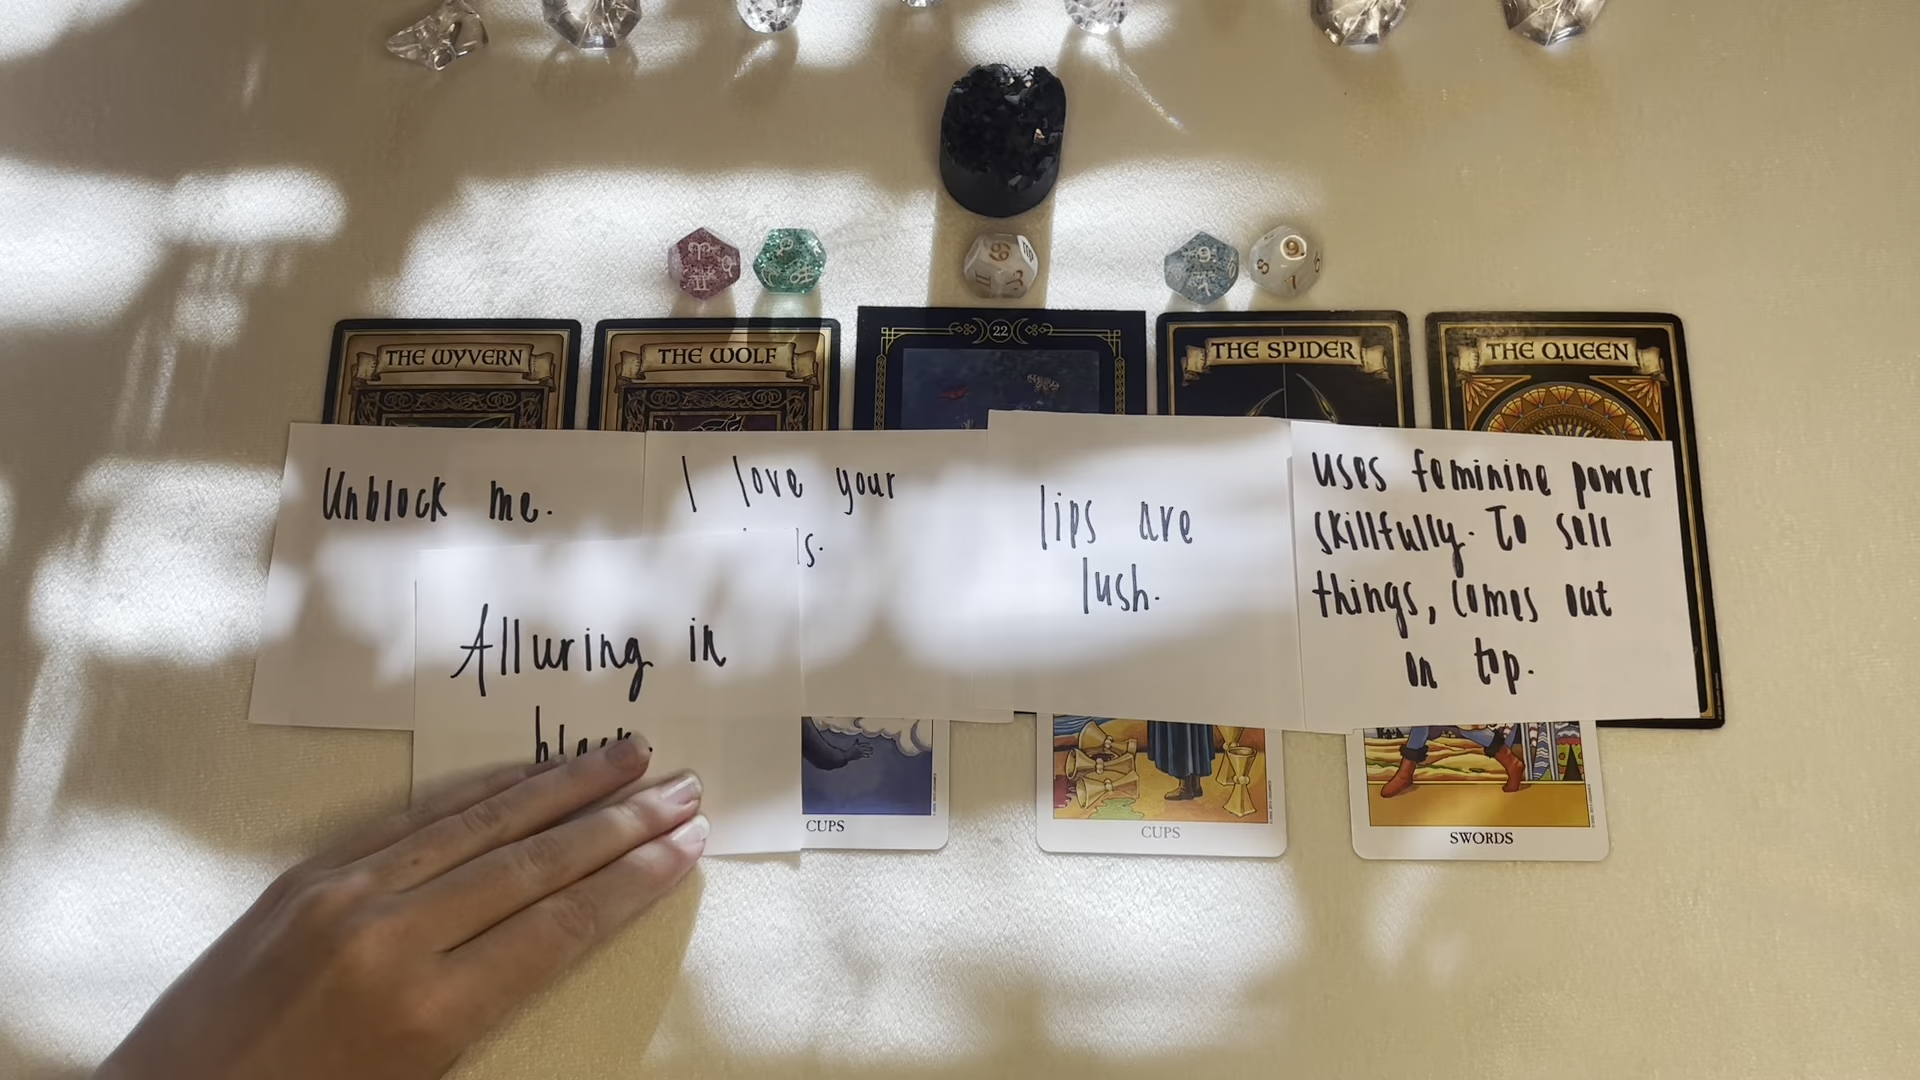 THE WYVERN
THE WOLF
22
THE SPIDER
THE QUEEN
Unblock me.
I love your
Alluring in
black.
lips are
lush.
uses feminine power
skillfully. To sell
things, comes out
on top.
CUPS
CUPS
SWORDS